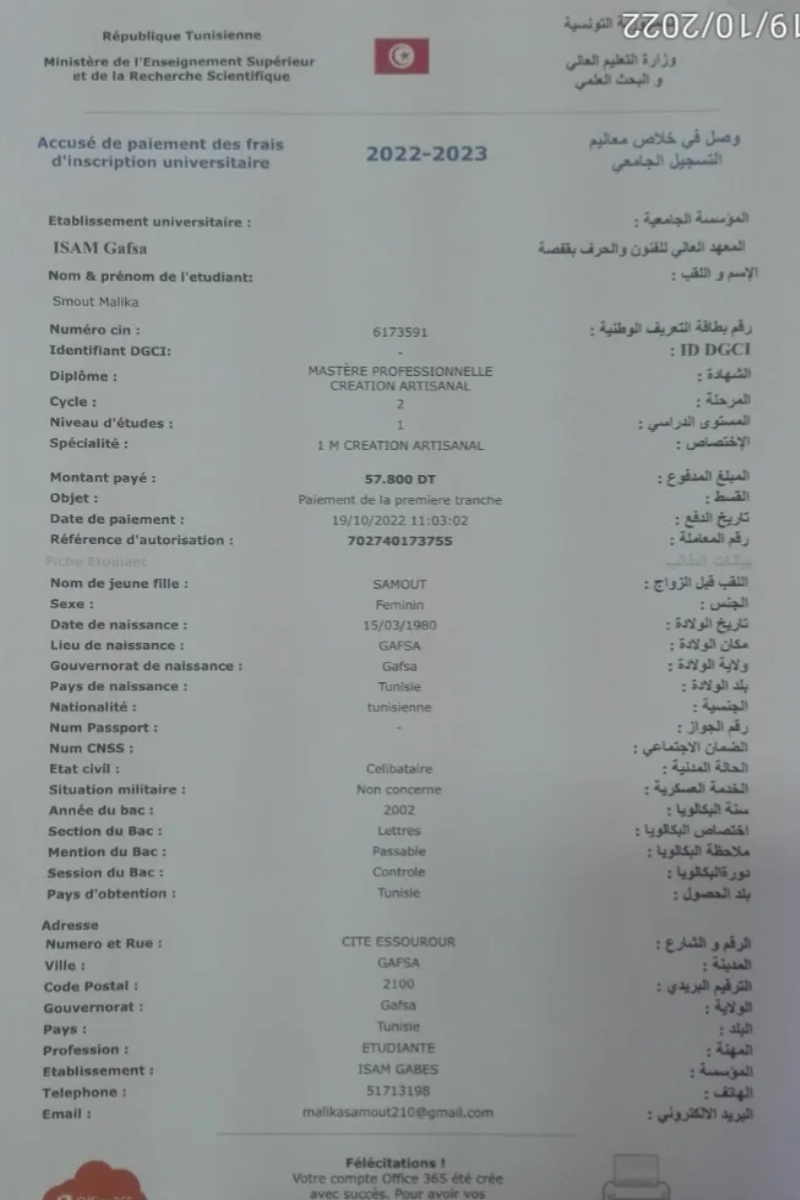 19/10/2022
République Tunisienne
Ministère de l'Enseignement Supérieur
et de la Recherche Scientifique
التونسية
وزارة التعليم العالي
و البحث العلمي
Accusé de paiement des frais
d'inscription universitaire
2022-2023
وصل في خلاص معاليم
التسجيل الجامعي
Etablissement universitaire : المؤسسة الجامعية :
ISAM Gafsa المعهد العالي للفنون والحرف بقفصة
Nom & prénom de l'etudiant: الإسم و اللقب :
Smout Malika
Numéro cin : 6173591 رقم بطاقة التعريف الوطنية :
Identifiant DGCI: - ID DGCI :
Diplôme : MASTÈRE PROFESSIONNELLE CREATION ARTISANAL الشهادة :
Cycle : 2 المرحلة :
Niveau d'études : 1 المستوى الدراسي :
Spécialité : 1 M CREATION ARTISANAL الإختصاص :
Montant payé : 57.800 DT المبلغ المدفوع :
Objet : Paiement de la premiere tranche القسط :
Date de paiement : 19/10/2022 11:03:02 تاريخ الدفع :
Référence d'autorisation : 702740173755 رقم المعاملة :
Fiche Etudiant بيانات الطالب
Nom de jeune fille : SAMOUT اللقب قبل الزواج :
Sexe : Feminin الجنس :
Date de naissance : 15/03/1980 تاريخ الولادة :
Lieu de naissance : GAFSA مكان الولادة :
Gouvernorat de naissance : Gafsa ولاية الولادة :
Pays de naissance : Tunisie بلد الولادة :
Nationalité : tunisienne الجنسية :
Num Passport : - رقم الجواز :
Num CNSS : الضمان الاجتماعي :
Etat civil : Celibataire الحالة المدنية :
Situation militaire : Non concerne الخدمة العسكرية :
Année du bac : 2002 سنة البكالويا :
Section du Bac : Lettres اختصاص البكالويا :
Mention du Bac : Passable ملاحظة البكالويا :
Session du Bac : Controle دورةالبكالويا :
Pays d'obtention : Tunisie بلد الحصول :
Adresse
Numero et Rue : CITE ESSOUROUR الرقم و الشارع :
Ville : GAFSA المدينة :
Code Postal : 2100 الترقيم البريدي :
Gouvernorat : Gafsa الولاية :
Pays : Tunisie البلد :
Profession : ETUDIANTE المهنة :
Etablissement : ISAM GABES المؤسسة :
Telephone : 51713198 الهاتف :
Email : malikasamout210@gmail.com البريد الالكتروني :
Félécitations !
Votre compte Office 365 été crée
avec succès. Pour avoir vos
Office 365